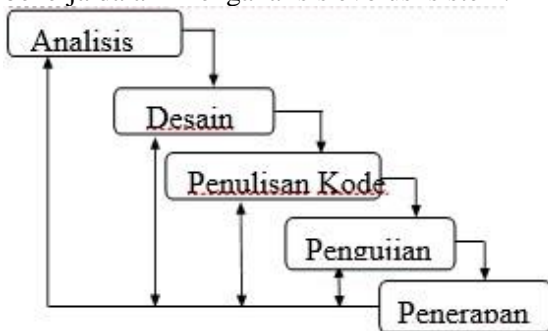 Analisis
Desain
Penulisan Kode
Pengujian
Penerapan